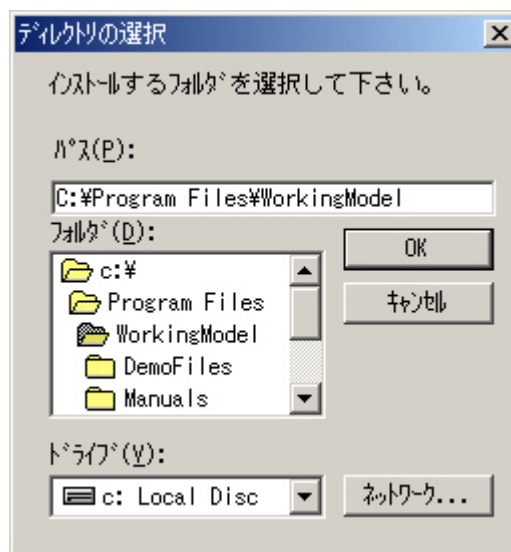 ﾃﾞｨﾚｸﾄﾘの選択
ｲﾝｽﾄｰﾙするﾌｫﾙﾀﾞを選択して下さい。
ﾊﾟｽ(P):
C:¥Program Files¥WorkingModel
ﾌｫﾙﾀﾞ(D):
OK
c:¥
Program Files
ｷｬﾝｾﾙ
WorkingModel
DemoFiles
Manuals
ﾄﾞﾗｲﾌﾞ(V):
c: Local Disc
ﾈｯﾄﾜｰｸ...